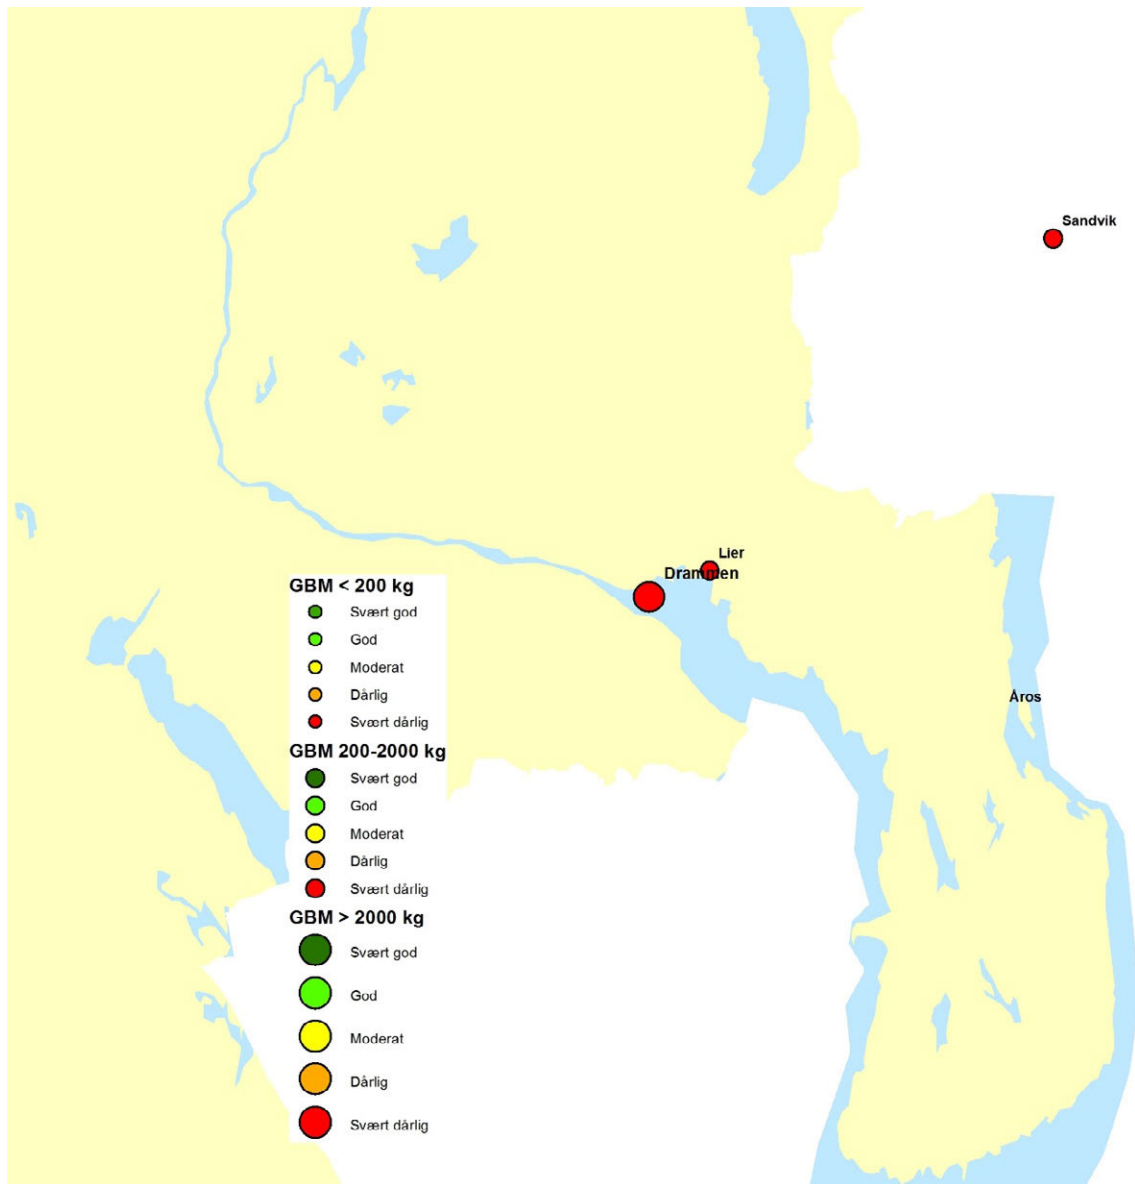 Sandvik
Lier
Drammen
Åros
GBM < 200 kg
Svært god
God
Moderat
Dårlig
Svært dårlig
GBM 200-2000 kg
Svært god
God
Moderat
Dårlig
Svært dårlig
GBM > 2000 kg
Svært god
God
Moderat
Dårlig
Svært dårlig